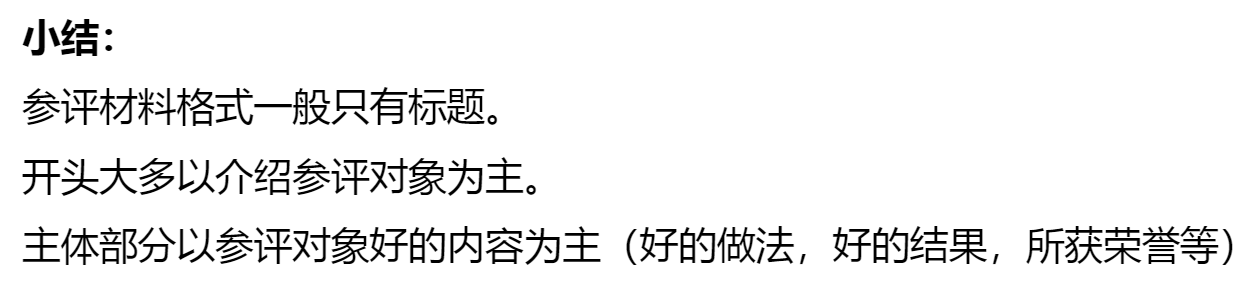 小结：
参评材料格式一般只有标题。
开头大多以介绍参评对象为主。
主体部分以参评对象好的内容为主（好的做法，好的结果，所获荣誉等）